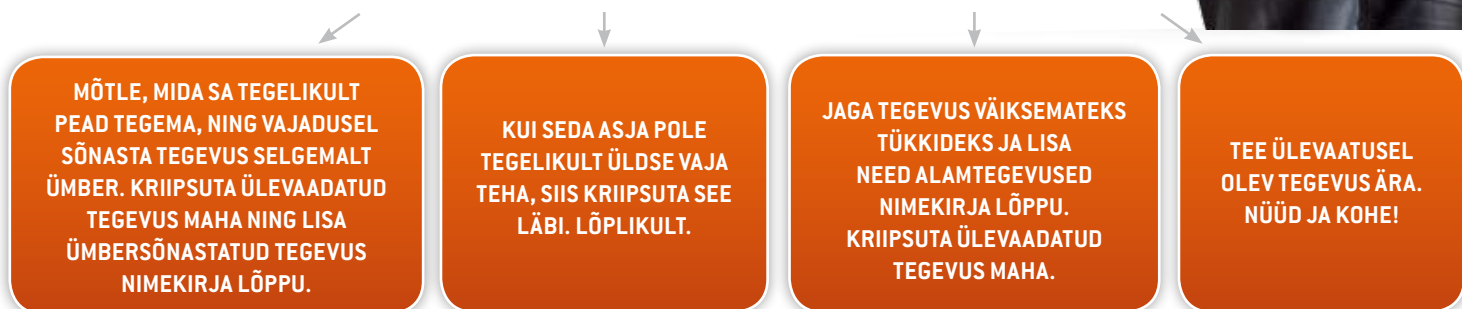 MÕTLE, MIDA SA TEGELIKULT
PEAD TEGEMA, NING VAJADUSEL
SÕNASTA TEGEVUS SELGEMALT
ÜMBER. KRIIPSUTA ÜLEVAADATUD
TEGEVUS MAHA NING LISA
ÜMBERSÕNASTATUD TEGEVUS
NIMEKIRJA LÕPPU.
KUI SEDA ASJA POLE
TEGELIKULT ÜLDSE VAJA
TEHA, SIIS KRIIPSUTA SEE
LÄBI. LÕPLIKULT.
JAGA TEGEVUS VÄIKSEMATEKS
TÜKKIDEKS JA LISA
NEED ALAMTEGEVUSED
NIMEKIRJA LÕPPU.
KRIIPSUTA ÜLEVAADATUD
TEGEVUS MAHA.
TEE ÜLEVAATUSEL
OLEV TEGEVUS ÄRA.
NÜÜD JA KOHE!